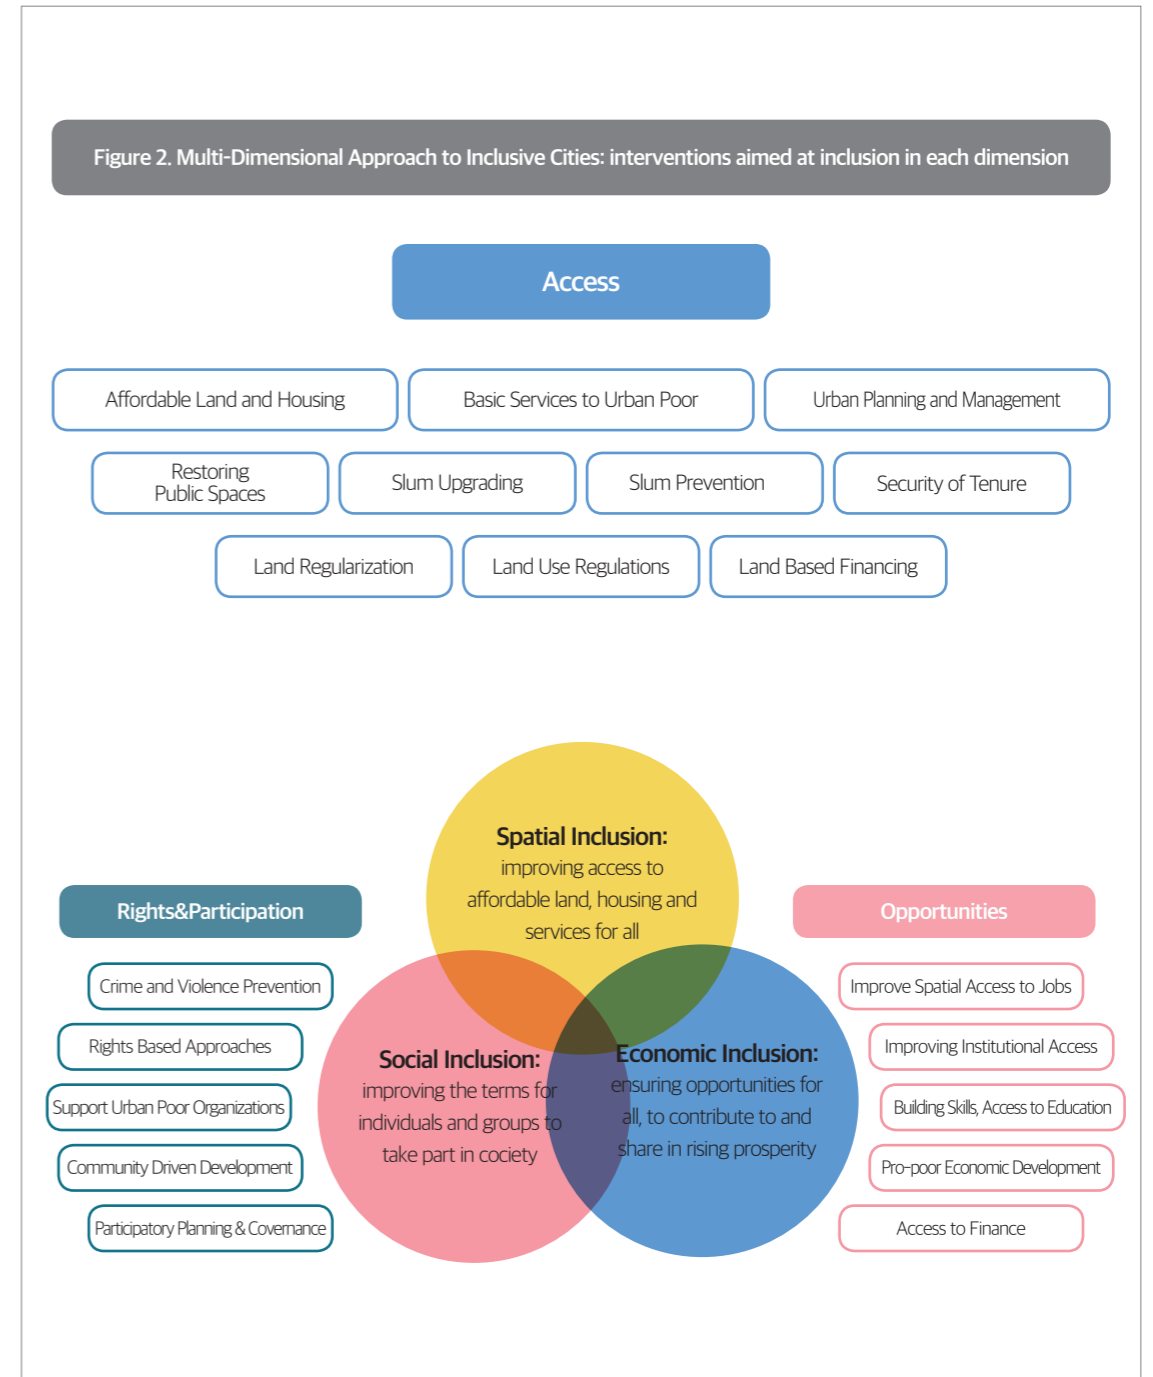 Figure 2. Multi-Dimensional Approach to Inclusive Cities: interventions aimed at inclusion in each dimension
Access
Affordable Land and Housing
Basic Services to Urban Poor
Urban Planning and Management
Restoring
Public Spaces
Slum Upgrading
Slum Prevention
Security of Tenure
Land Regularization
Land Use Regulations
Land Based Financing
Spatial Inclusion:
improving access to
affordable land, housing and
services for all
Rights&Participation
Crime and Violence Prevention
Rights Based Approaches
Support Urban Poor Organizations
Community Driven Development
Participatory Planning & Covernance
Social Inclusion:
improving the terms for
individuals and groups to
take part in cociety
Economic Inclusion:
ensuring opportunities for
all, to contribute to and
share in rising prosperity
Opportunities
Improve Spatial Access to Jobs
Improving Institutional Access
Building Skills, Access to Education
Pro-poor Economic Development
Access to Finance